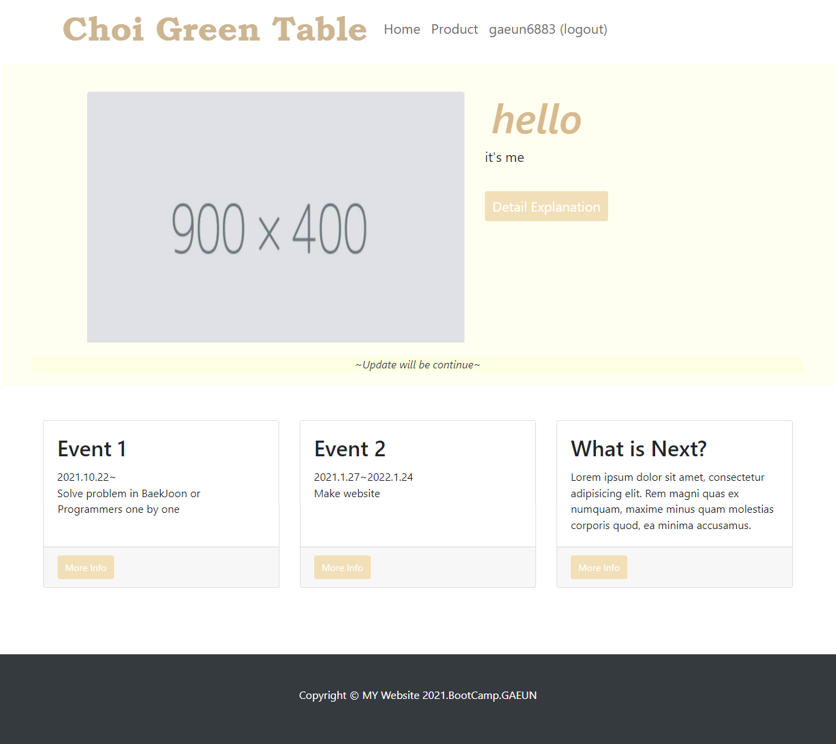 Choi Green Table Home Product gaeun6883 (logout)
900 × 400
hello
it's me
Detail Explanation
~Update will be continue~
Event 1
2021.10.22~
Solve problem in BaekJoon or
Programmers one by one
More Info
Event 2
2021.1.27~2022.1.24
Make website
More Info
What is Next?
Lorem ipsum dolor sit amet, consectetur
adipisicing elit. Rem magni quas ex
numquam, maxime minus quam molestias
corporis quod, ea minima accusamus.
More Info
Copyright © MY Website 2021.BootCamp.GAEUN